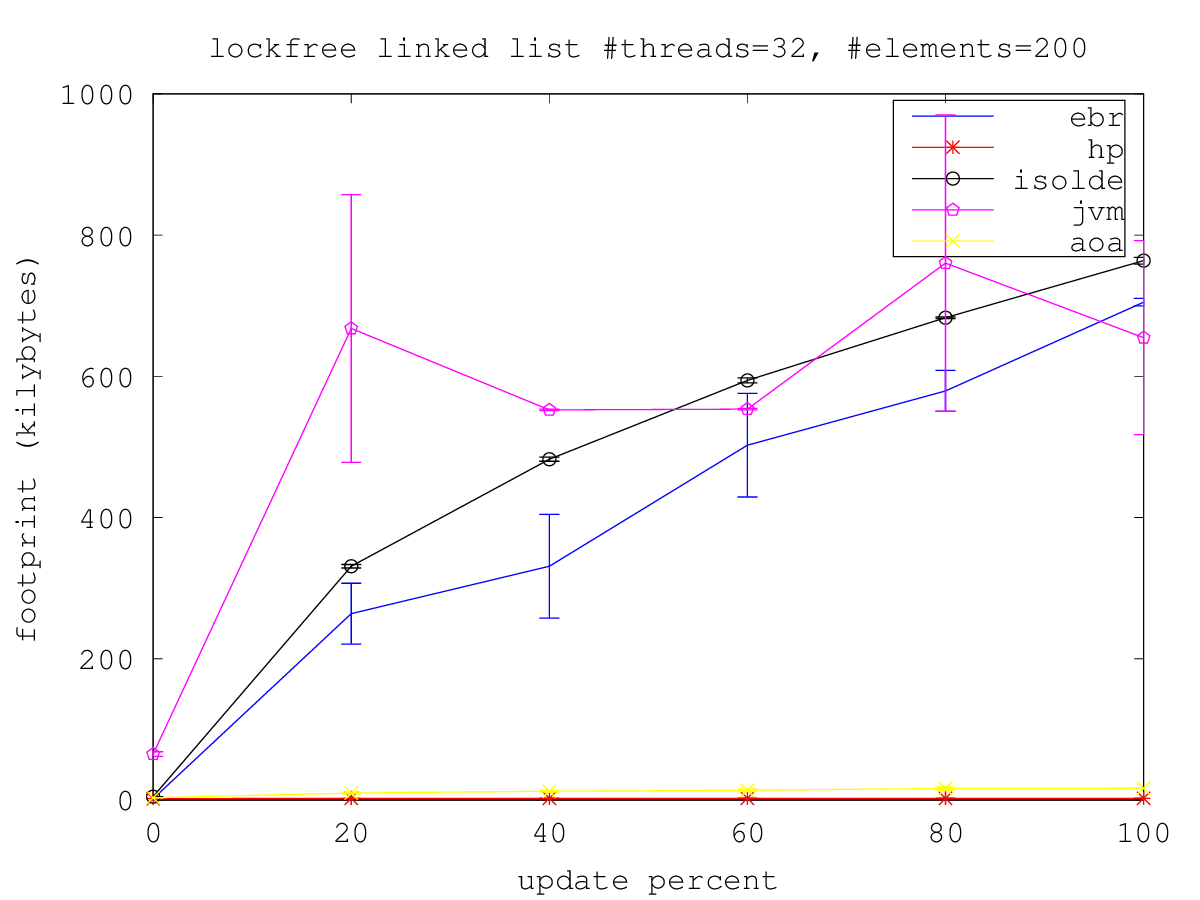 lockfree linked list #threads=32, #elements=200
1000
800
600
400
200
0
footprint (kilybytes)
ebr
hp
isolde
jvm
aoa
0 20 40 60 80 100
update percent